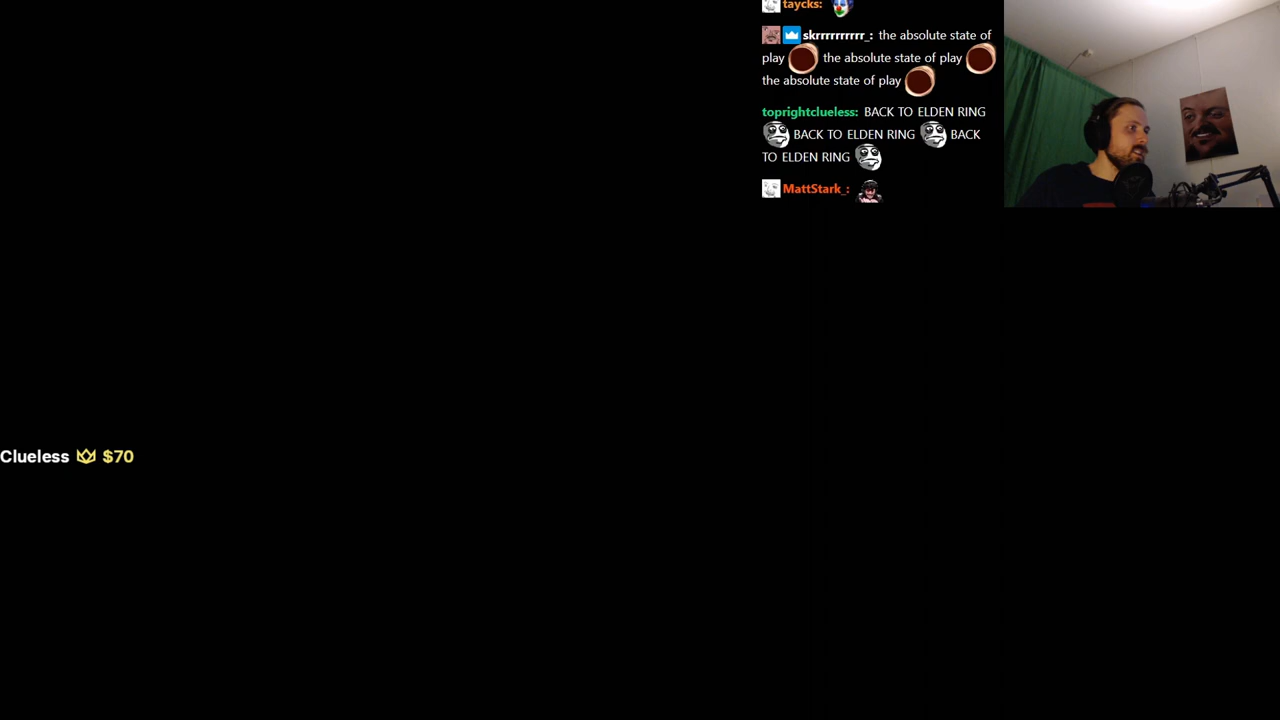 taycks:
skrrrrrrrrrr_: the absolute state of
play the absolute state of play
the absolute state of play
toprightclueless: BACK TO ELDEN RING
BACK TO ELDEN RING BACK
TO ELDEN RING
MattStark_:
Clueless $70